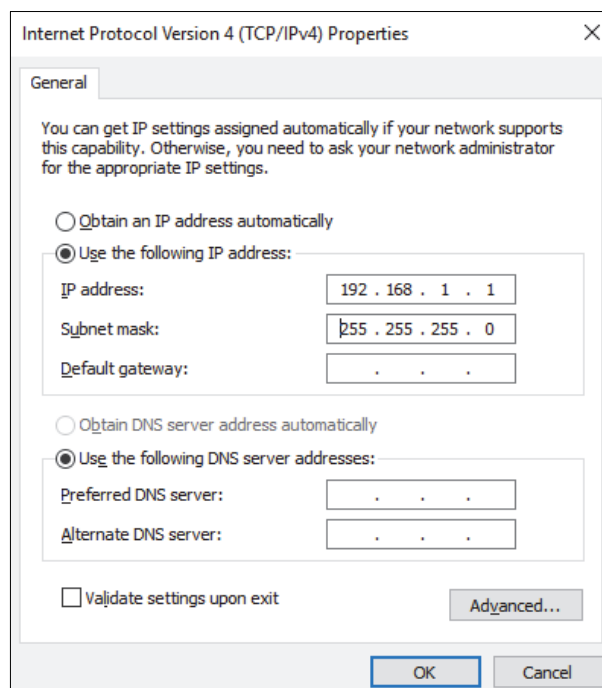 Internet Protocol Version 4 (TCP/IPv4) Properties
General
You can get IP settings assigned automatically if your network supports
this capability. Otherwise, you need to ask your network administrator
for the appropriate IP settings.
Obtain an IP address automatically
Use the following IP address:
IP address: 192 . 168 . 1 . 1
Subnet mask: 255 . 255 . 255 . 0
Default gateway: . . .
Obtain DNS server address automatically
Use the following DNS server addresses:
Preferred DNS server: . . .
Alternate DNS server: . . .
Validate settings upon exit
Advanced...
OK Cancel